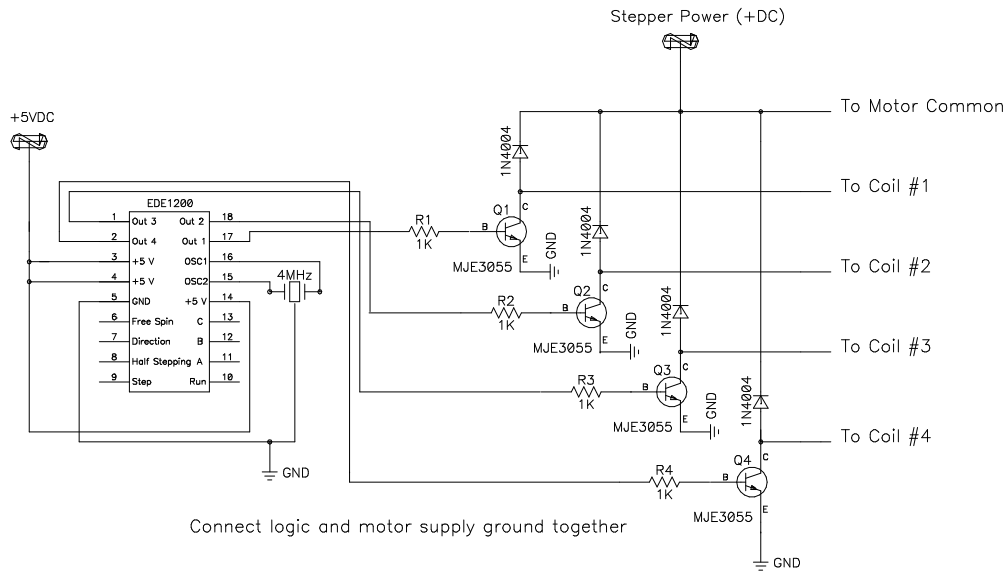 Stepper Power (+DC)
To Motor Common
+5VDC
1N4004
To Coil #1
EDE1200
1 Out 3 Out 2 18
2 Out 4 Out 1 17
3 +5 V OSC1 16
4 +5 V OSC2 15
5 GND +5 V 14
6 Free Spin C 13
7 Direction B 12
8 Half Stepping A 11
9 Step Run 10
4MHz
GND
R1
1K
B
Q1
C
E
MJE3055
GND
1N4004
To Coil #2
R2
1K
B
Q2
C
E
MJE3055
GND
1N4004
To Coil #3
R3
1K
B
Q3
C
E
MJE3055
GND
1N4004
To Coil #4
R4
1K
B
Q4
C
E
MJE3055
GND
Connect logic and motor supply ground together